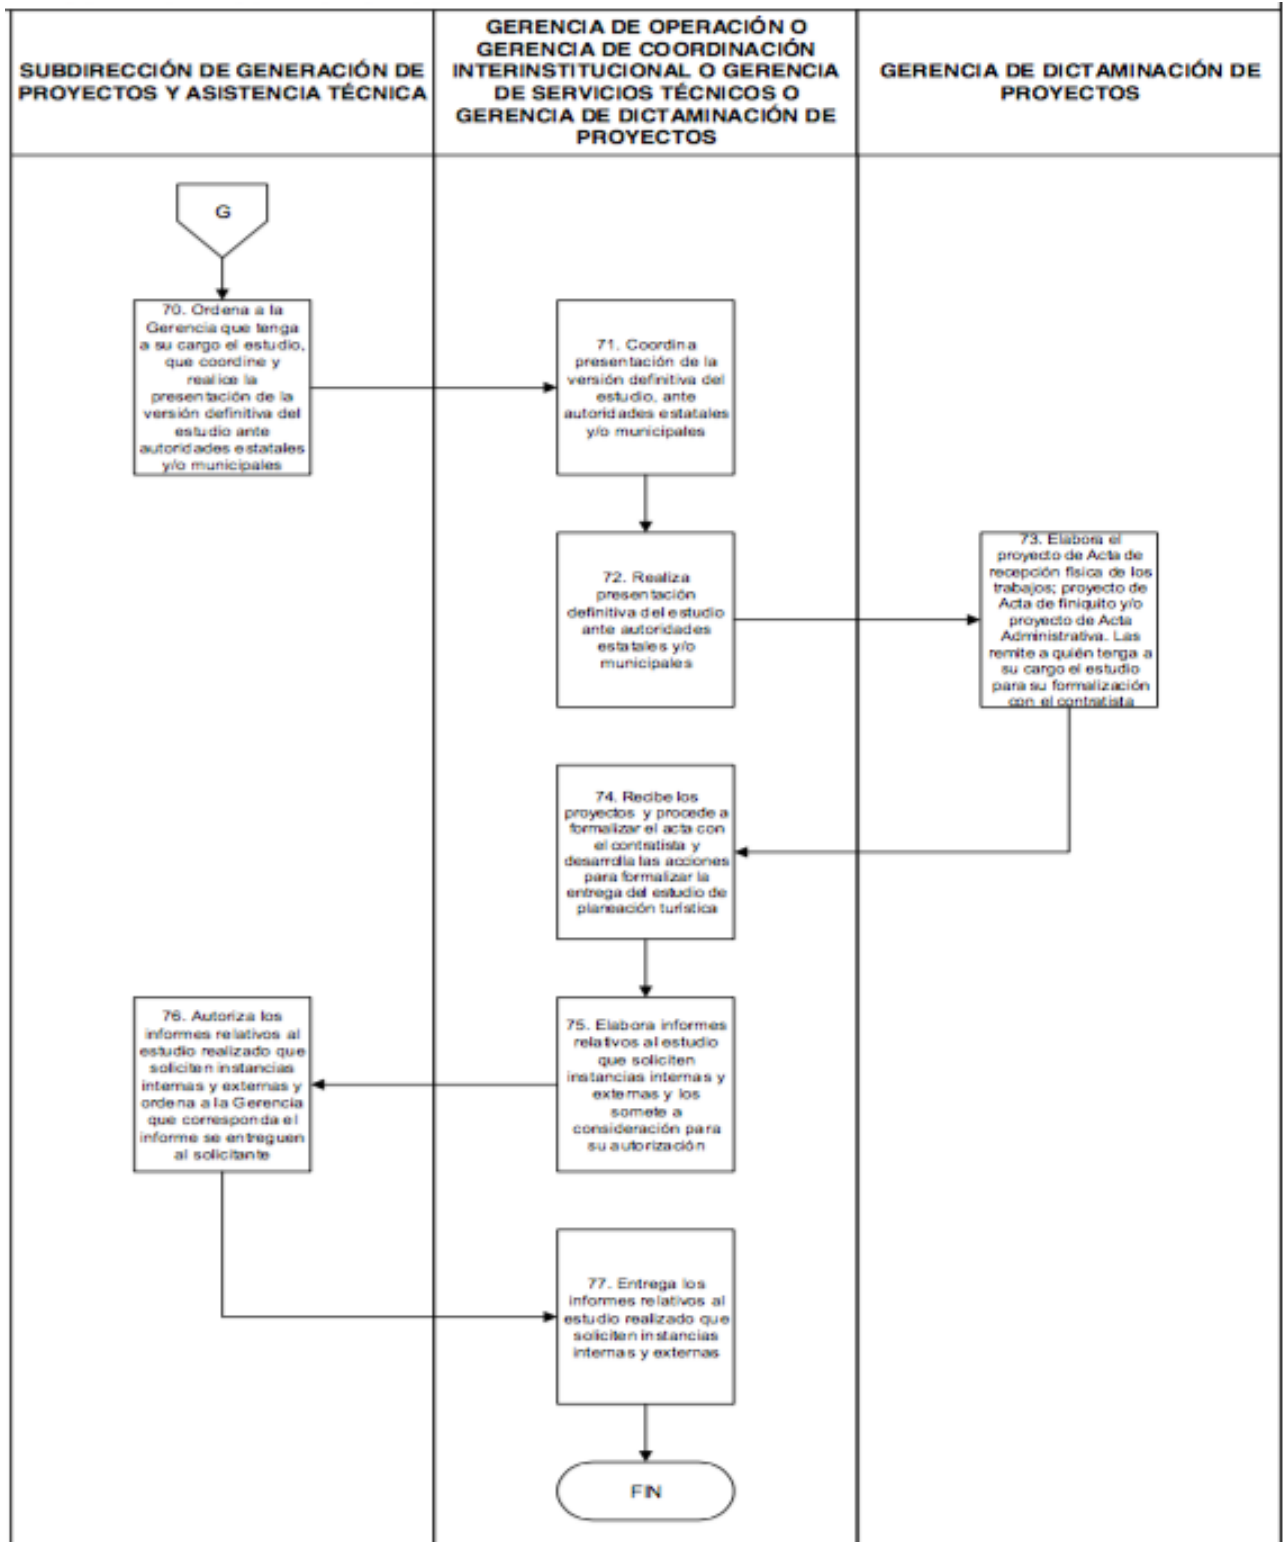 SUBDIRECCIÓN DE GENERACIÓN DE
PROYECTOS Y ASISTENCIA TÉCNICA
GERENCIA DE OPERACIÓN O
GERENCIA DE COORDINACIÓN
INTERINSTITUCIONAL O GERENCIA
DE SERVICIOS TÉCNICOS O
GERENCIA DE DICTAMINACIÓN DE
PROYECTOS
GERENCIA DE DICTAMINACIÓN DE
PROYECTOS
G
70. Ordena a la
Gerencia que tenga
a su cargo el estudio,
que coordine y
realice la
presentación de la
versión definitiva del
estudio ante
autoridades estatales
y/o municipales
71. Coordina
presentación de la
versión definitiva del
estudio, ante
autoridades estatales
y/o municipales
72. Realiza
presentación
definitiva del estudio
ante autoridades
estatales y/o
municipales
73. Elabora el
proyecto de Acta de
recepción física de los
trabajos; proyecto de
Acta de finiquito y/o
proyecto de Acta
Administrativa. Las
remite a quién tenga a
su cargo el estudio
para su formalización
con el contratista
74. Recibe los
proyectos y procede a
formalizar el acta con
el contratista y
desarrolla las acciones
para formalizar la
entrega del estudio de
planeación turística
75. Elabora informes
relativos al estudio
que soliciten
instancias internas y
externas y los
somete a
consideración para
su autorización
76. Autoriza los
informes relativos al
estudio realizado que
soliciten instancias
internas y externas y
ordena a la Gerencia
que corresponda el
informe se entreguen
al solicitante
77. Entrega los
informes relativos al
estudio realizado que
soliciten instancias
internas y externas
FIN